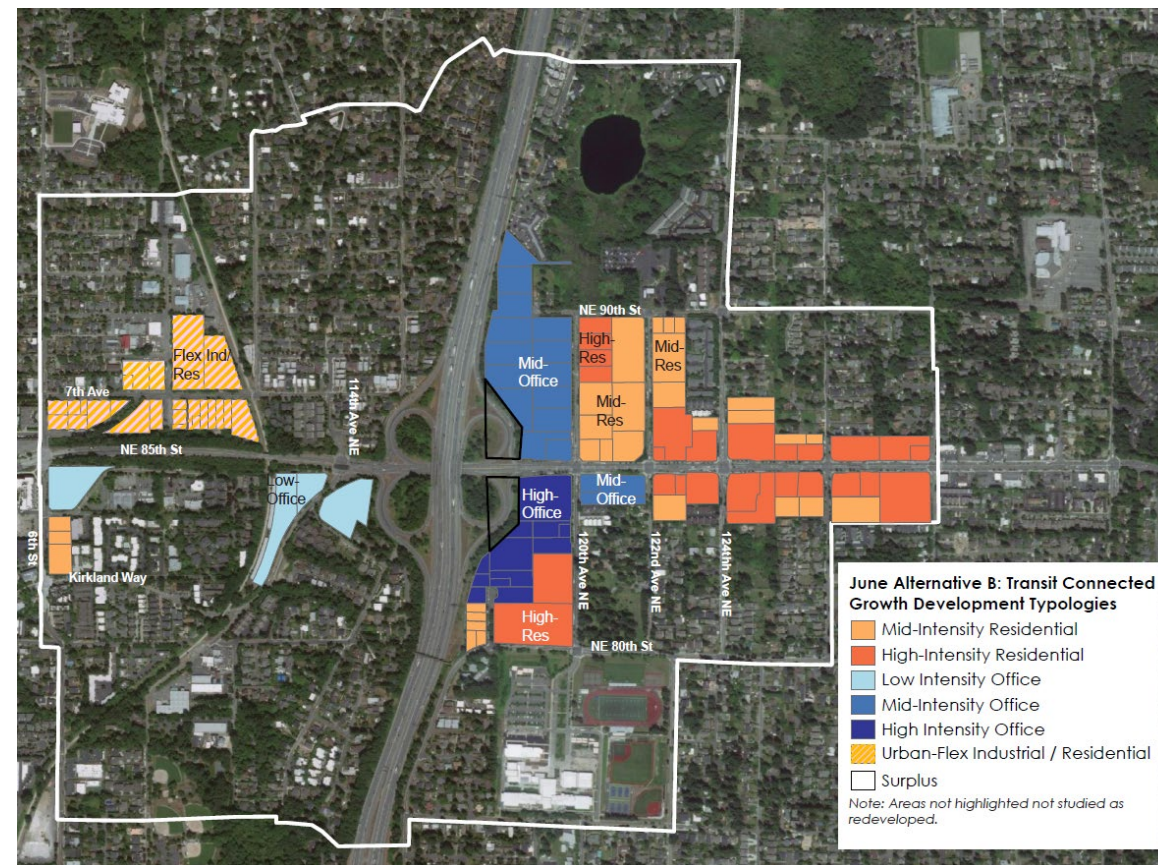 NE 90th St
High-
Res
Mid-
Res
Mid-
Office
Flex Ind/
Res
114th Ave NE
7th Ave
Mid-
Res
NE 85th St
Low-
Office
High-
Office
Mid-
Office
6th St
Kirkland Way
120th Ave NE
122nd Ave NE
124thh Ave NE
High-
Res
NE 80th St
June Alternative B: Transit Connected
Growth Development Typologies
Mid-Intensity Residential
High-Intensity Residential
Low Intensity Office
Mid-Intensity Office
High Intensity Office
Urban-Flex Industrial / Residential
Surplus
Note: Areas not highlighted not studied as
redeveloped.